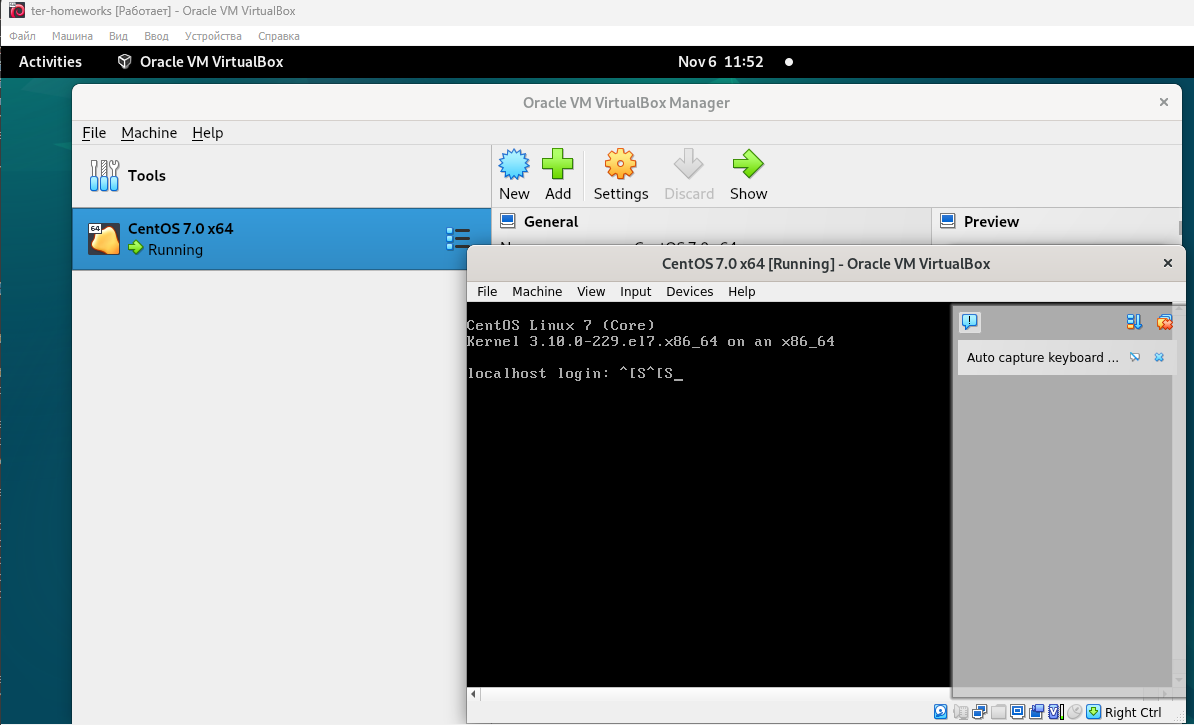 ter-homeworks [Работает] - Oracle VM VirtualBox
Файл Машина Вид Ввод Устройства Справка
Activities Oracle VM VirtualBox Nov 6 11:52
Oracle VM VirtualBox Manager
File Machine Help
Tools
New Add Settings Discard Show
64 CentOS 7.0 x64
Running
General Preview
CentOS 7.0 x64 [Running] - Oracle VM VirtualBox
File Machine View Input Devices Help
CentOS Linux 7 (Core)
Kernel 3.10.0-229.el7.x86_64 on an x86_64
localhost login: ^[S^[S_
Auto capture keyboard ...
Right Ctrl